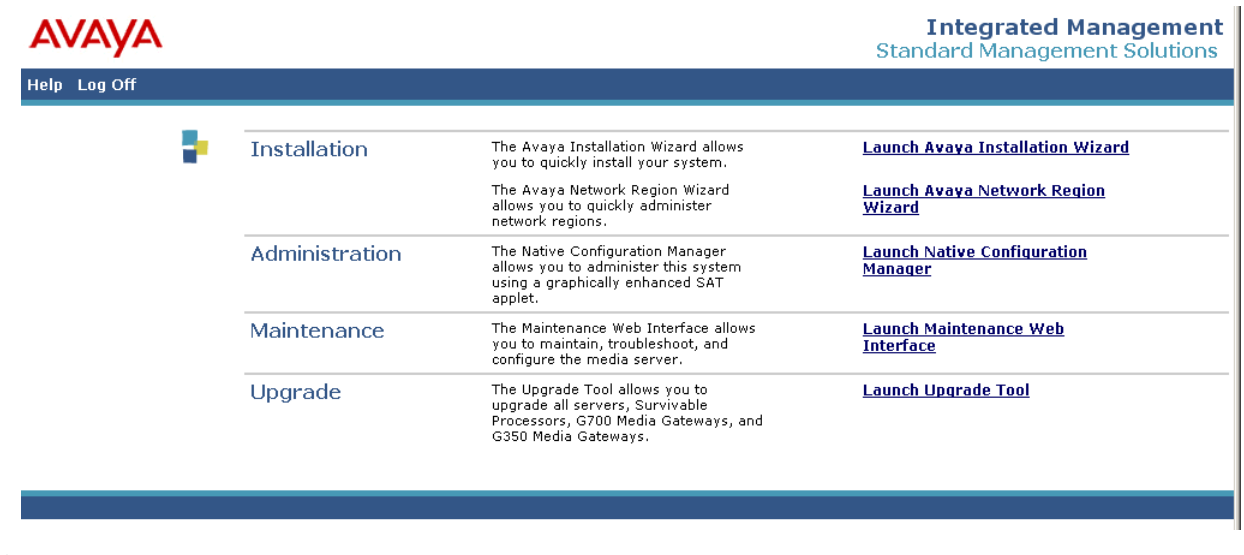 AVAYA
Integrated Management
Standard Management Solutions
Help Log Off
Installation
The Avaya Installation Wizard allows
you to quickly install your system.
Launch Avaya Installation Wizard
The Avaya Network Region Wizard
allows you to quickly administer
network regions.
Launch Avaya Network Region
Wizard
Administration
The Native Configuration Manager
allows you to administer this system
using a graphically enhanced SAT
applet.
Launch Native Configuration
Manager
Maintenance
The Maintenance Web Interface allows
you to maintain, troubleshoot, and
configure the media server.
Launch Maintenance Web
Interface
Upgrade
The Upgrade Tool allows you to
upgrade all servers, Survivable
Processors, G700 Media Gateways, and
G350 Media Gateways.
Launch Upgrade Tool